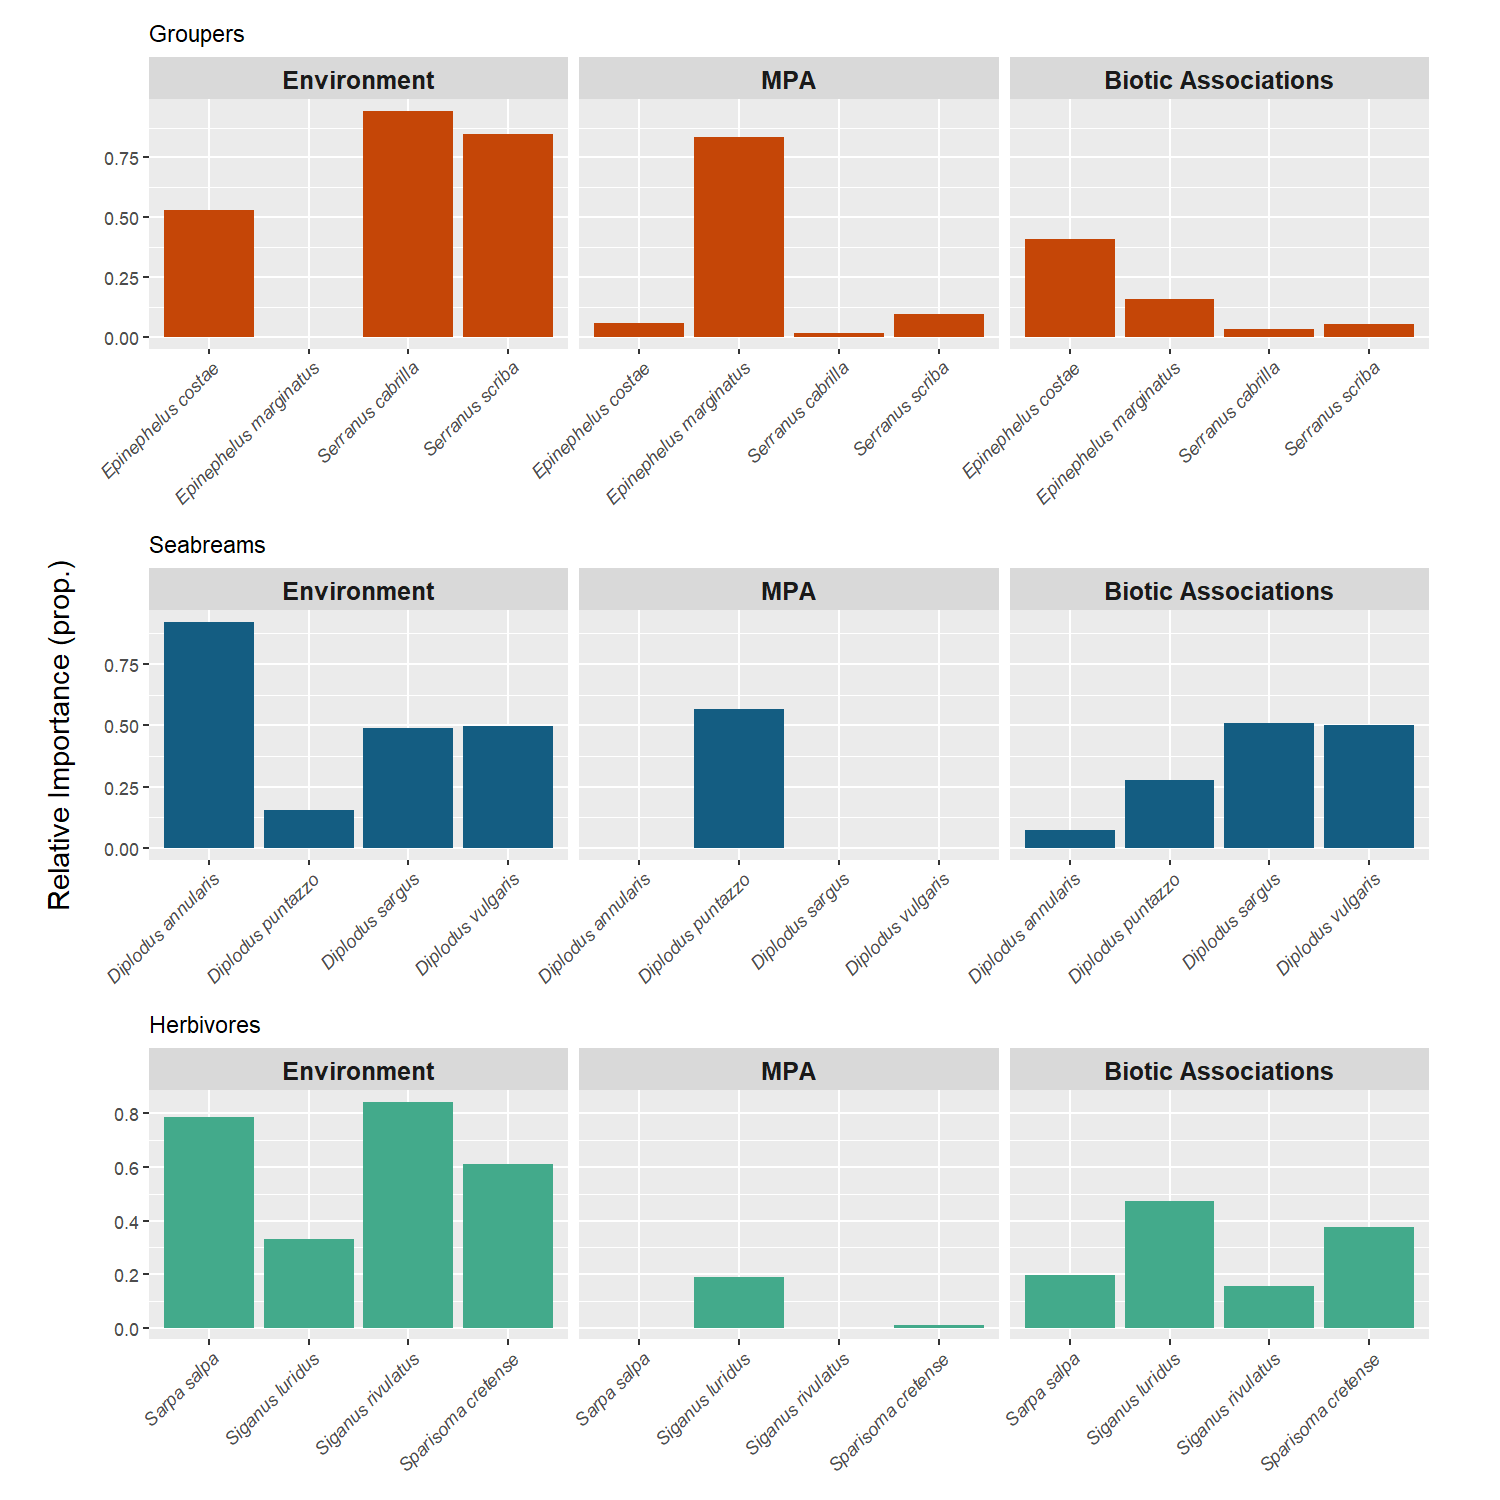 Groupers
Environment MPA Biotic Associations
0.75
0.50
0.25
0.00
Epinephelus costae Epinephelus marginatus Serranus cabrilla Serranus scriba Epinephelus costae Epinephelus marginatus Serranus cabrilla Serranus scriba Epinephelus costae Epinephelus marginatus Serranus cabrilla Serranus scriba
Relative Importance (prop.)
Seabreams
Environment MPA Biotic Associations
0.75
0.50
0.25
0.00
Diplodus annularis Diplodus puntazzo Diplodus sargus Diplodus vulgaris Diplodus annularis Diplodus puntazzo Diplodus sargus Diplodus vulgaris Diplodus annularis Diplodus puntazzo Diplodus sargus Diplodus vulgaris
Herbivores
Environment MPA Biotic Associations
0.8
0.6
0.4
0.2
0.0
Sarpa salpa Siganus luridus Siganus rivulatus Sparisoma cretense Sarpa salpa Siganus luridus Siganus rivulatus Sparisoma cretense Sarpa salpa Siganus luridus Siganus rivulatus Sparisoma cretense